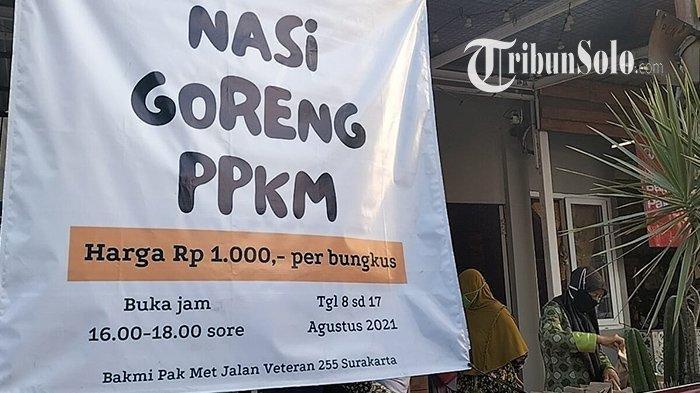 TribunSolo.com
NASI
GORENG
PPKM
Harga Rp 1.000,- per bungkus
Buka jam
16.00-18.00 sore
Tgl 8 sd 17
Agustus 2021
Bakmi Pak Met Jalan Veteran 255 Surakarta